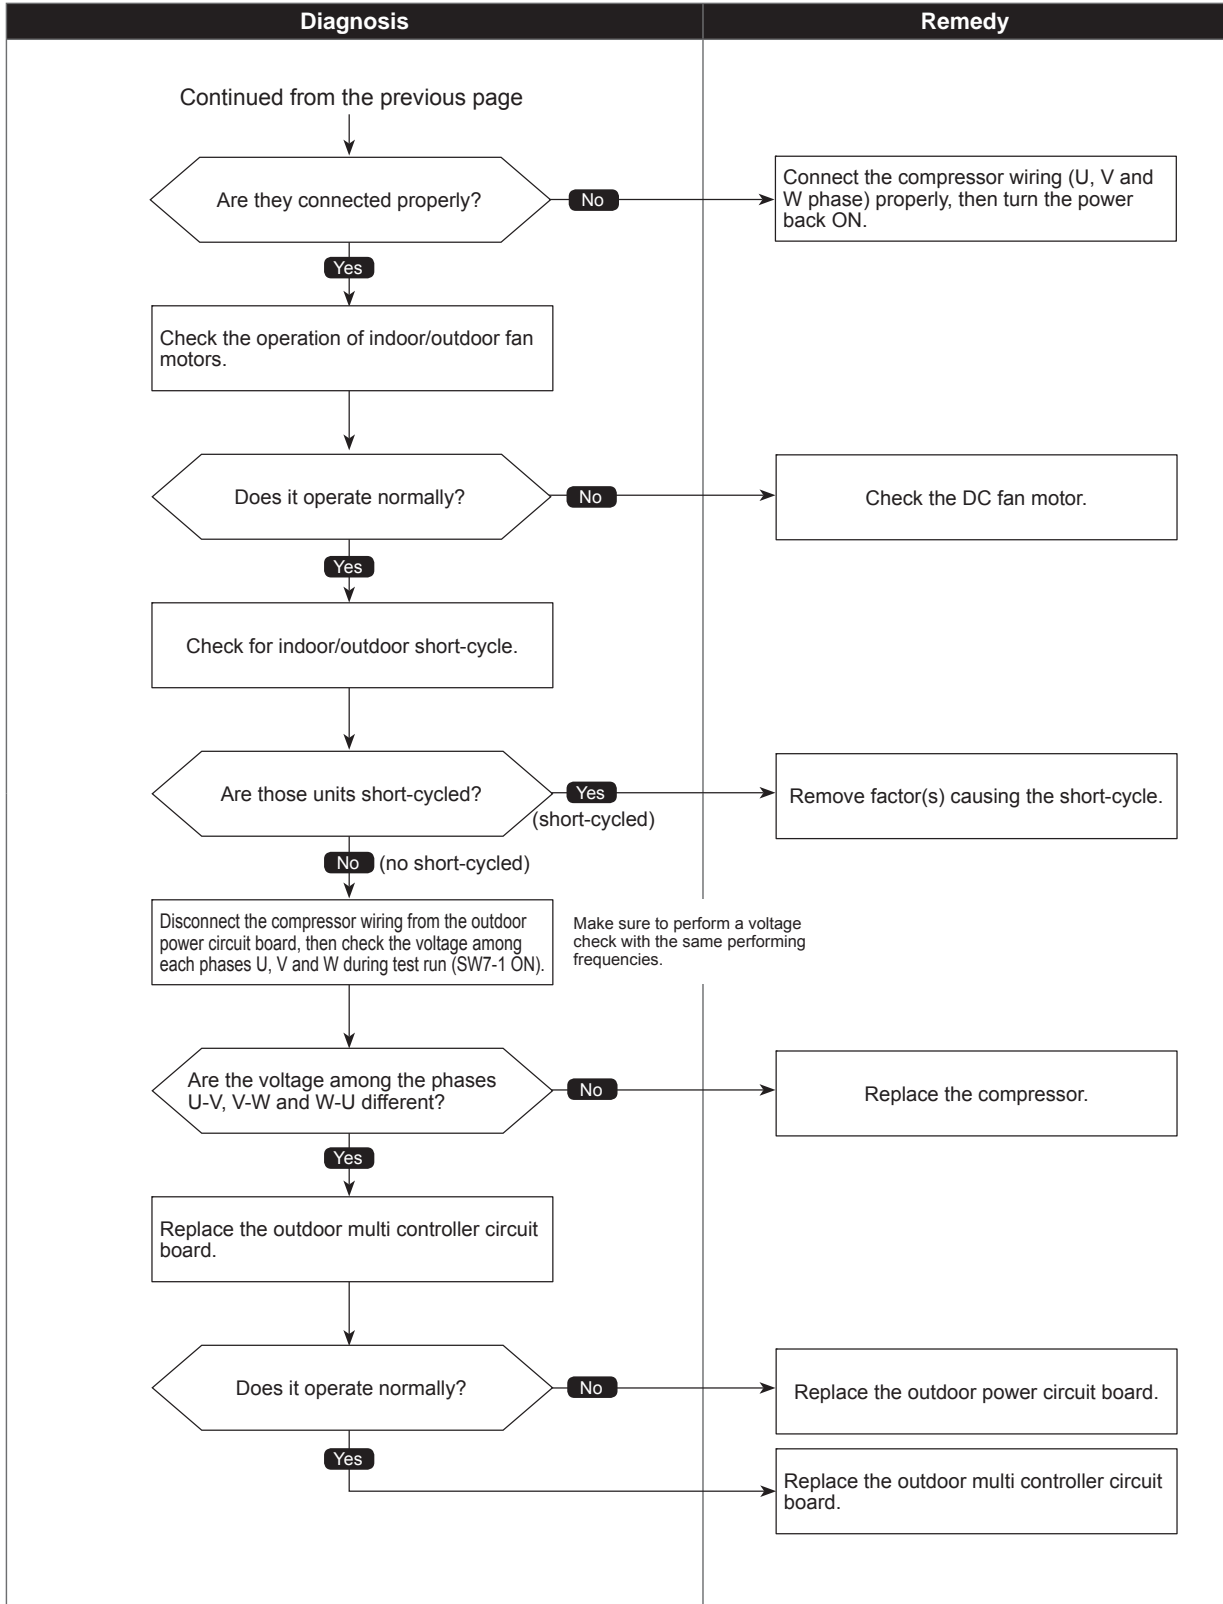 Diagnosis
Remedy
Continued from the previous page
Are they connected properly?
No
Connect the compressor wiring (U, V and
W phase) properly, then turn the power
back ON.
Yes
Check the operation of indoor/outdoor fan
motors.
Does it operate normally?
No
Check the DC fan motor.
Yes
Check for indoor/outdoor short-cycle.
Are those units short-cycled?
Yes
(short-cycled)
Remove factor(s) causing the short-cycle.
No (no short-cycled)
Disconnect the compressor wiring from the outdoor
power circuit board, then check the voltage among
each phases U, V and W during test run (SW7-1 ON).
Make sure to perform a voltage
check with the same performing
frequencies.
Are the voltage among the phases
U-V, V-W and W-U different?
No
Replace the compressor.
Yes
Replace the outdoor multi controller circuit
board.
Does it operate normally?
No
Replace the outdoor power circuit board.
Yes
Replace the outdoor multi controller circuit
board.